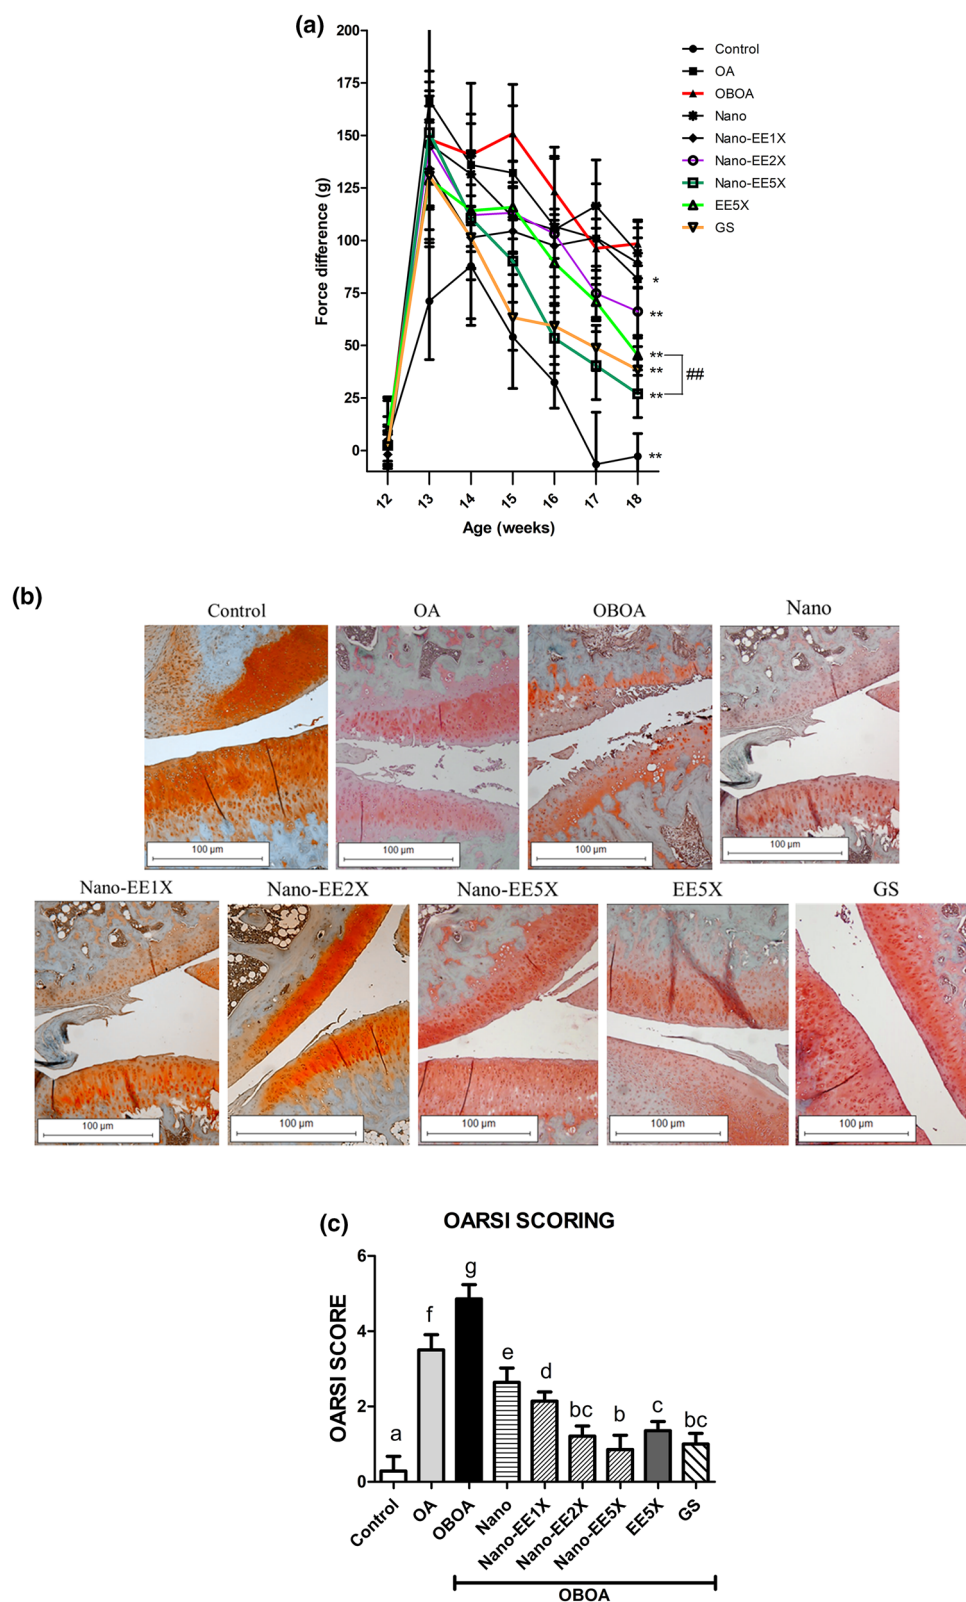 (a)
200
175
150
125
100
75
50
25
0
Force difference (g)
12 13 14 15 16 17 18
Age (weeks)
Control
OA
OBOA
Nano
Nano-EE1X
Nano-EE2X
Nano-EE5X
EE5X
GS
*
**
**
**
**
##
**
(b)
Control OA OBOA Nano
100 µm 100 µm 100 µm 100 µm
Nano-EE1X Nano-EE2X Nano-EE5X EE5X GS
100 µm 100 µm 100 µm 100 µm 100 µm
(c) OARSI SCORING
OARSI SCORE
6
4
2
0
a f g e d bc b c bc
Control OA OBOA Nano Nano-EE1X Nano-EE2X Nano-EE5X EE5X GS
OBOA